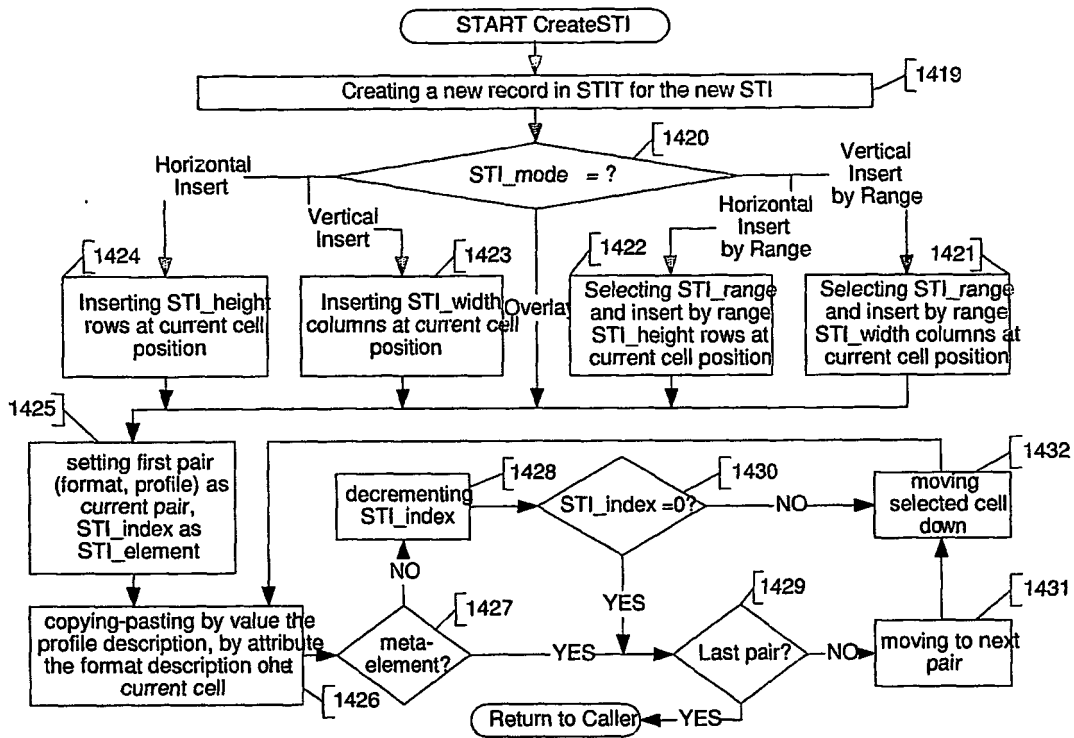 START CreateSTI
1419
Creating a new record in STIT for the new STI
1420
STI_mode = ?
Horizontal
Insert
Vertical
Insert
Overlay
Horizontal
Insert
by Range
Vertical
Insert
by Range
1424
Inserting STI_height
rows at current cell
position
1423
Inserting STI_width
columns at current cell
position
1422
Selecting STI_range
and insert by range
STI_height rows at
current cell position
1421
Selecting STI_range
and insert by range
STI_width columns at
current cell position
1425
setting first pair
(format, profile) as
current pair,
STI_index as
STI_element
1428
decrementing
STI_index
1430
STI_index =0?
NO
1432
moving
selected cell
down
NO
YES
copying-pasting by value the
profile description, by attribute
the format description
current cell
1426
1427
meta-
element?
YES
1429
Last pair?
NO
1431
moving to next
pair
YES
Return to Caller